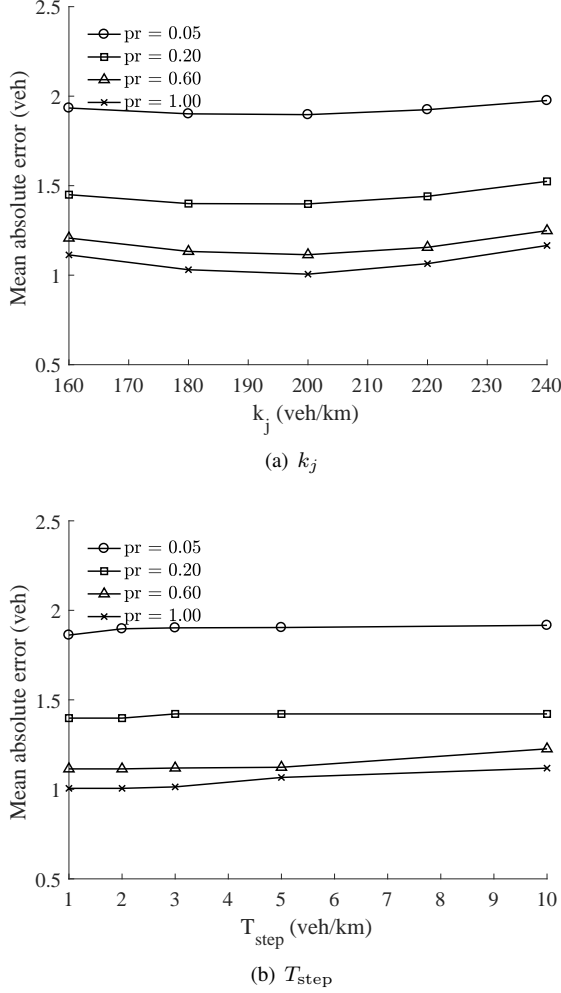 2.5
pr = 0.05
pr = 0.20
2
pr = 0.60
pr = 1.00
1.5
1
0.5
Mean absolute error (veh)
160 170 180 190 200 210 220 230 240
k_j (veh/km)
(a) k_j
2.5
pr = 0.05
pr = 0.20
2
pr = 0.60
pr = 1.00
1.5
1
0.5
Mean absolute error (veh)
1 2 3 4 5 6 7 8 9 10
T_step (veh/km)
(b) T_step